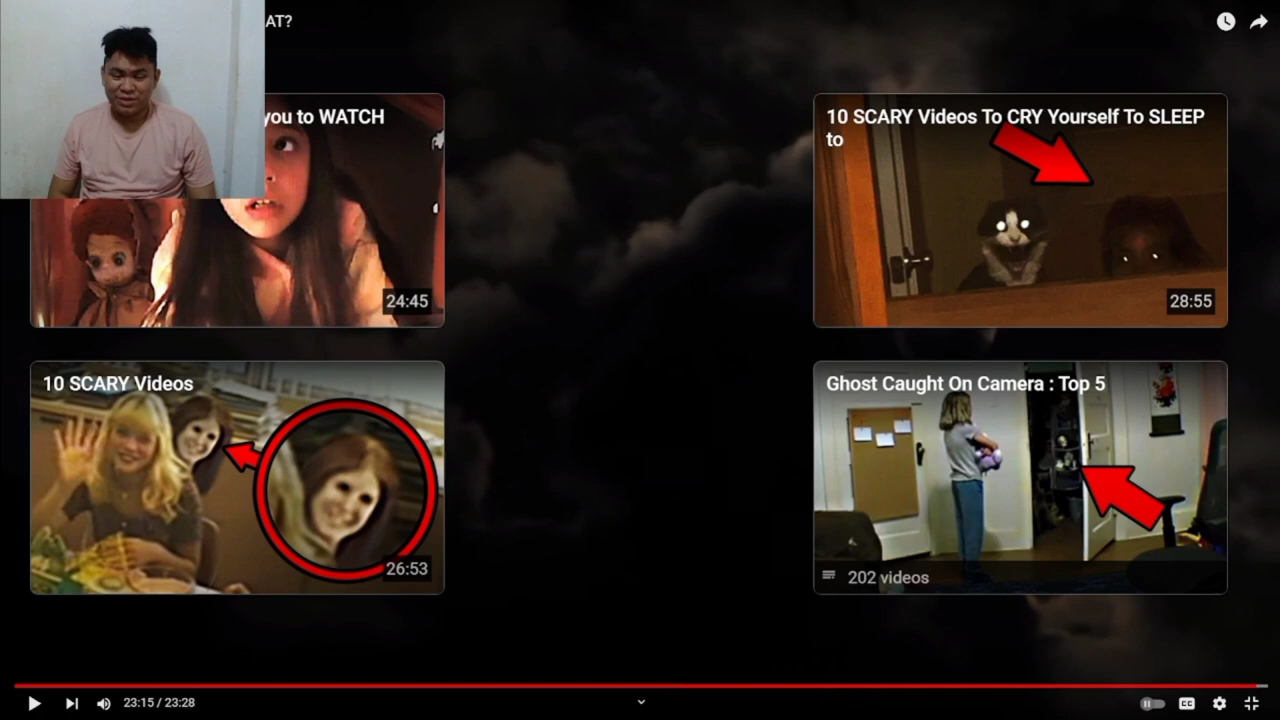 AT?
you to WATCH
24:45
10 SCARY Videos To CRY Yourself To SLEEP
to
28:55
10 SCARY Videos
26:53
Ghost Caught On Camera : Top 5
202 videos
23:15 / 23:28
CC